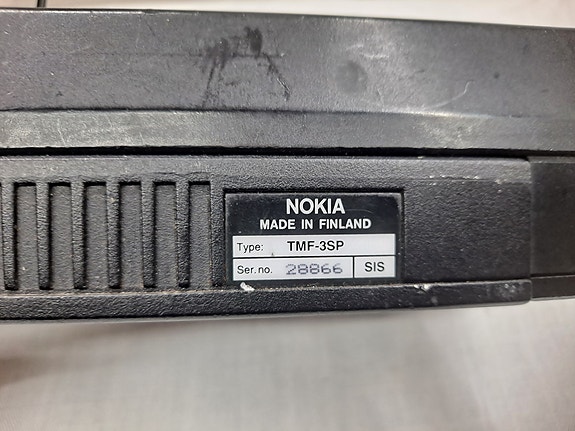 NOKIA
MADE IN FINLAND
Type: TMF-3SP
Ser.no. 28866 SIS